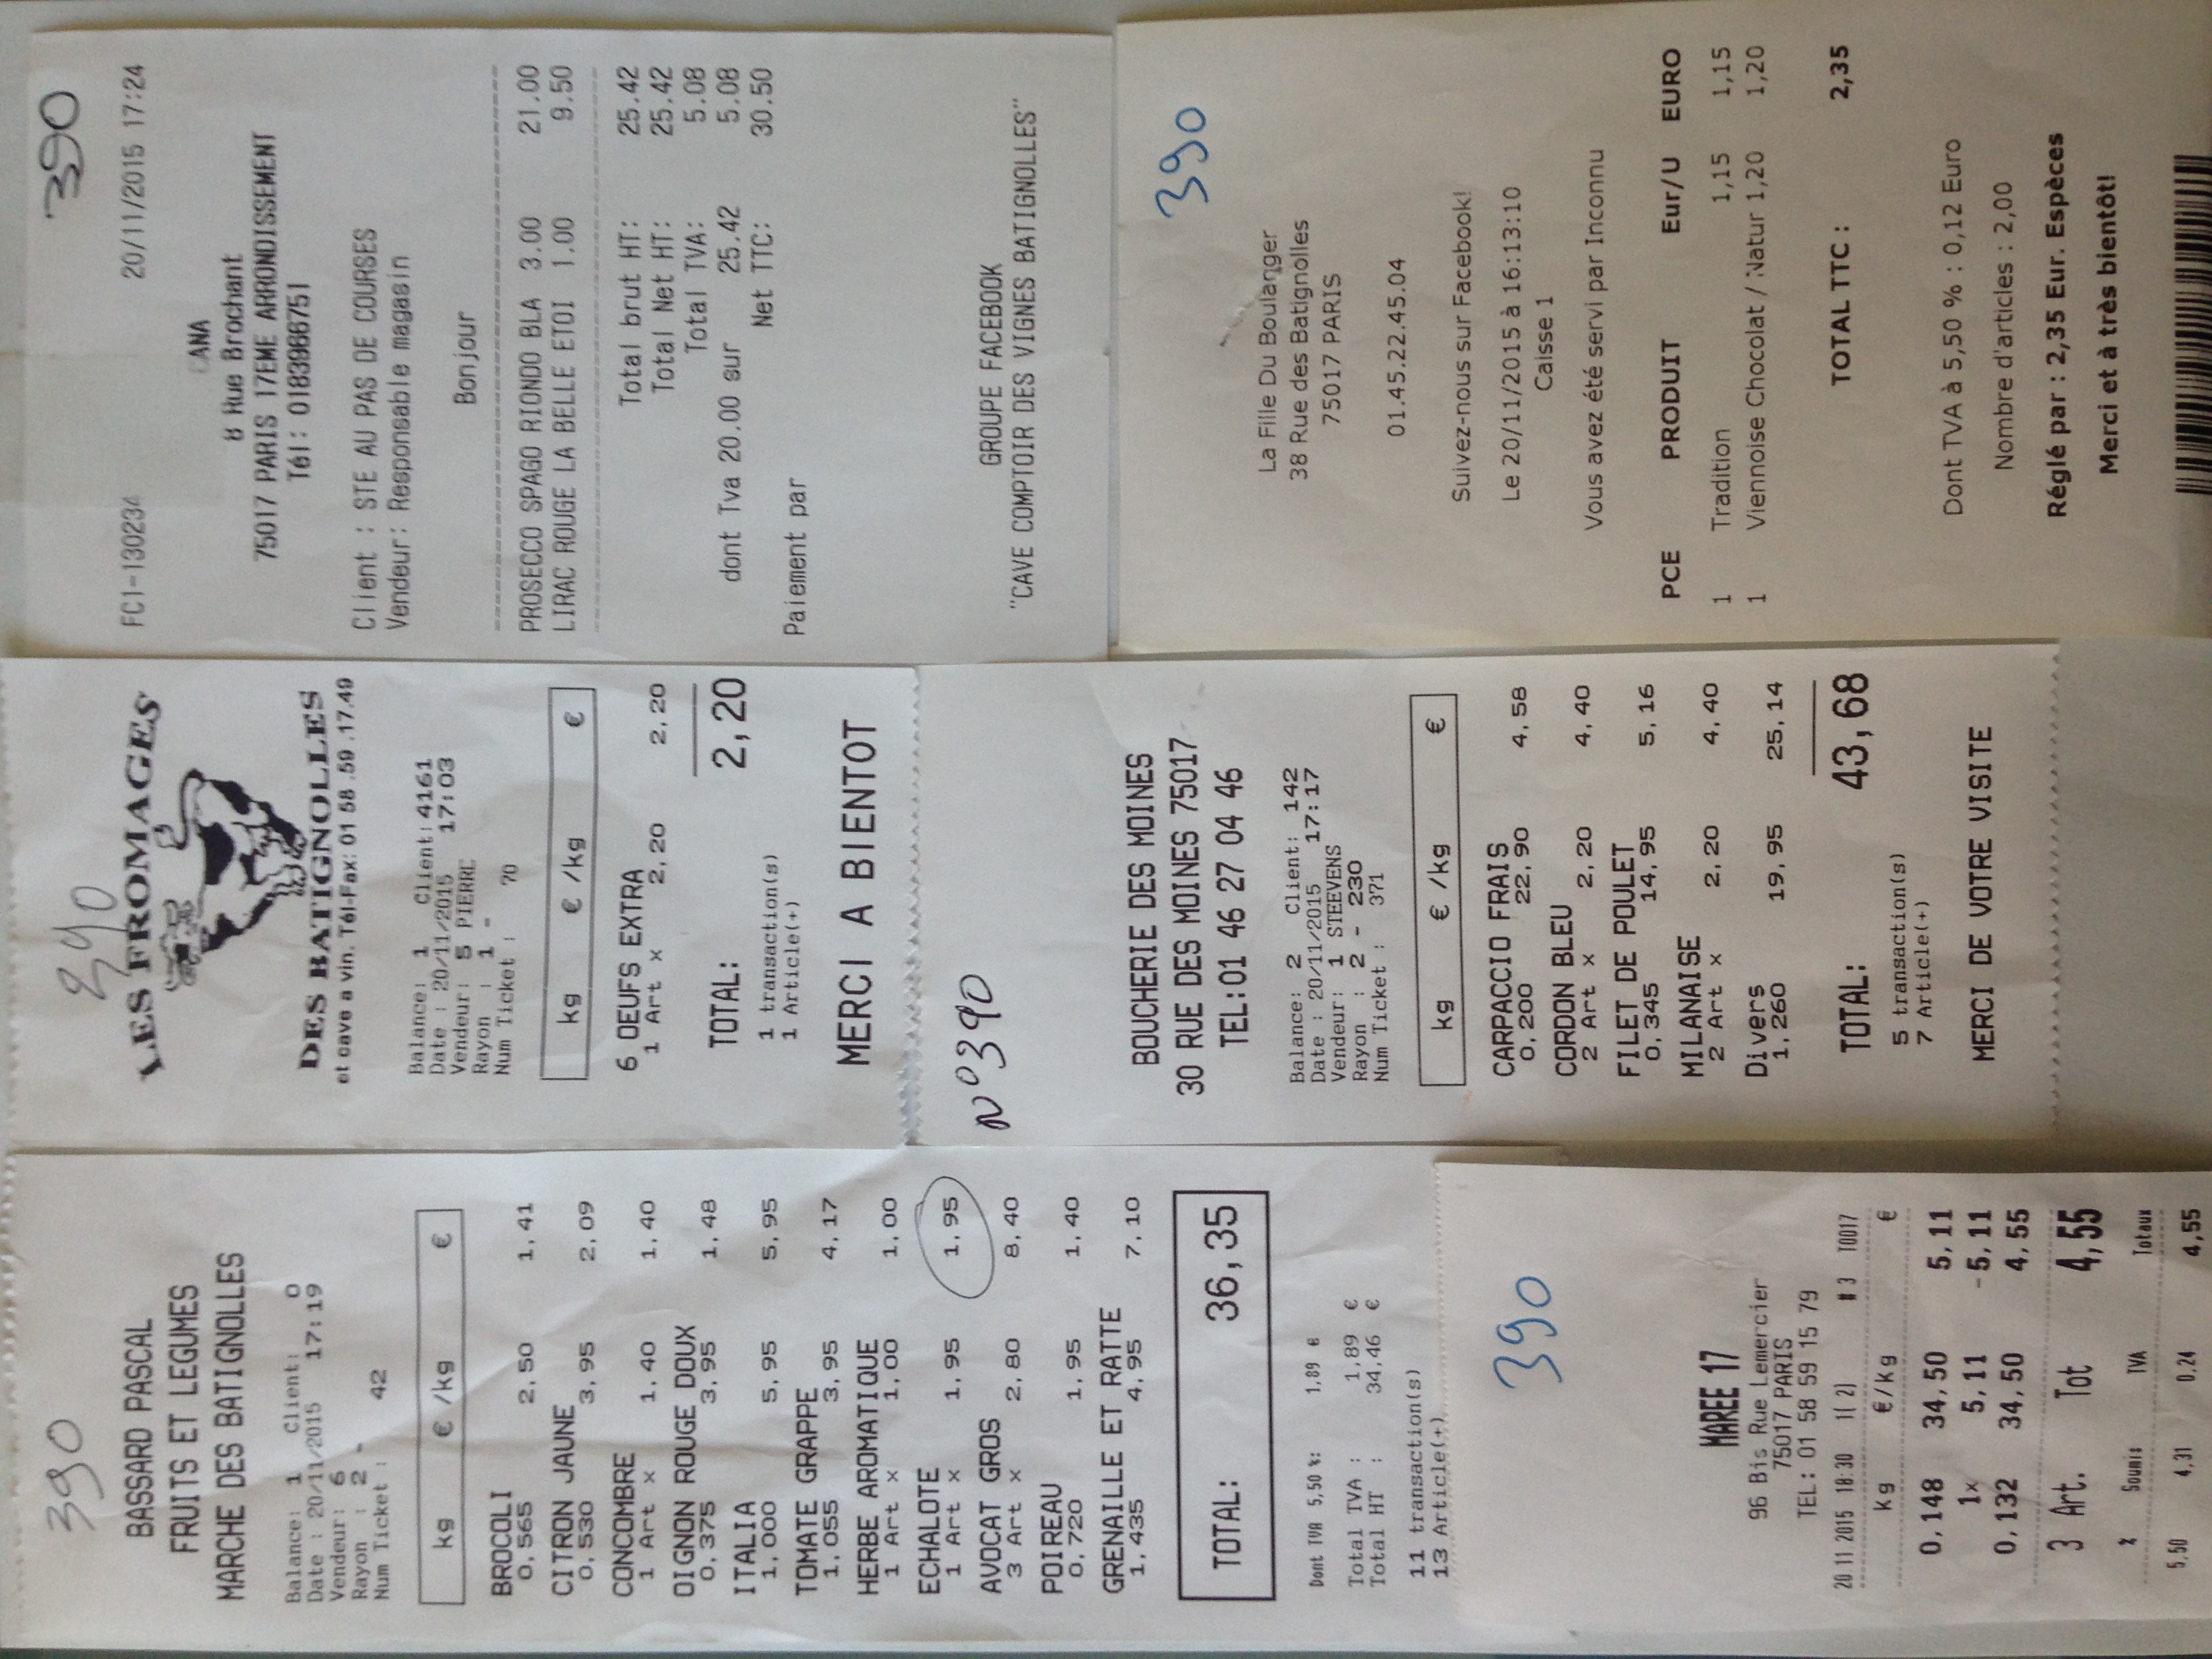 390
BASSARD PASCAL
FRUITS ET LEGUMES
MARCHE DES BATIGNOLLES
Balance: 1 Client: 0
Date : 20/11/2015 17:19
Vendeur: 6
Rayon : 2 -
Num Ticket : 42
kg € /kg €
BROCOLI
0,565 2,50 1,41
CITRON JAUNE
0,530 3,95 2,09
CONCOMBRE
1 Art x 1,40 1,40
OIGNON ROUGE DOUX
0,375 3,95 1,48
ITALIA
1,000 5,95 5,95
TOMATE GRAPPE
1,055 3,95 4,17
HERBE AROMATIQUE
1 Art x 1,00 1,00
ECHALOTE
1 Art x 1,95 1,95
AVOCAT GROS
3 Art x 2,80 8,40
POIREAU
0,720 1,95 1,40
GRENAILLE ET RATTE
1,435 4,95 7,10
TOTAL: 36,35
Dont TVA 5,50 %: 1,89 €
Total TVA : 1,89 €
Total HT : 34,46 €
11 transaction(s)
13 Article(+)
390
MAREE 17
96 Bis Rue Lemercier
75017 PARIS
TEL: 01 58 59 15 79
20 11 2015 18:30 1( 2) #3 T0017
kg €/kg €
0,148 34,50 5,11
1x 5,11 -5,11
0,132 34,50 4,55
3 Art. Tot 4,55
% Soumis TVA Totaux
5,50 4,31 0,24 4,55
390
LES FROMAGES
DES BATIGNOLLES
et cave a vin. Tél-Fax: 01 58 .59 .17.49
Balance: 1 Client: 4161
Date : 20/11/2015 17:03
Vendeur: 5 PIERRE
Rayon : 1 -
Num Ticket : 70
kg € /kg €
6 OEUFS EXTRA
1 Art x 2,20 2,20
TOTAL: 2,20
1 transaction(s)
1 Article(+)
MERCI A BIENTOT
N°390
BOUCHERIE DES MOINES
30 RUE DES MOINES 75017
TEL:01 46 27 04 46
Balance: 2 Client: 142
Date : 20/11/2015 17:17
Vendeur: 1 STEEVENS
Rayon : 2 - 230
Num Ticket : 371
kg € /kg €
CARPACCIO FRAIS
0,200 22,90 4,58
CORDON BLEU
2 Art x 2,20 4,40
FILET DE POULET
0,345 14,95 5,16
MILANAISE
2 Art x 2,20 4,40
Divers
1,260 19,95 25,14
TOTAL: 43,68
5 transaction(s)
7 Article(+)
MERCI DE VOTRE VISITE
390
FC1-130234 20/11/2015 17:24
ANA
8 Rue Brochant
75017 PARIS 17EME ARRONDISSEMENT
Tél: 0183966751
Client : STE AU PAS DE COURSES
Vendeur: Responsable magasin
Bonjour
PROSECCO SPAGO RIONDO BLA 3.00 21.00
LIRAC ROUGE LA BELLE ETOI 1.00 9.50
Total brut HT: 25.42
Total Net HT: 25.42
Total TVA: 5.08
dont Tva 20.00 sur 25.42 5.08
Net TTC: 30.50
Paiement par
GROUPE FACEBOOK
"CAVE COMPTOIR DES VIGNES BATIGNOLLES"
390
La Fille Du Boulanger
38 Rue des Batignolles
75017 PARIS
01.45.22.45.04
Suivez-nous sur Facebook!
Le 20/11/2015 à 16:13:10
Caisse 1
Vous avez été servi par Inconnu
PCE PRODUIT Eur/U EURO
1 Tradition 1,15 1,15
1 Viennoise Chocolat / Natur 1,20 1,20
TOTAL TTC : 2,35
Dont TVA à 5,50 % : 0,12 Euro
Nombre d'articles : 2,00
Réglé par : 2,35 Eur. Espèces
Merci et à très bientôt!